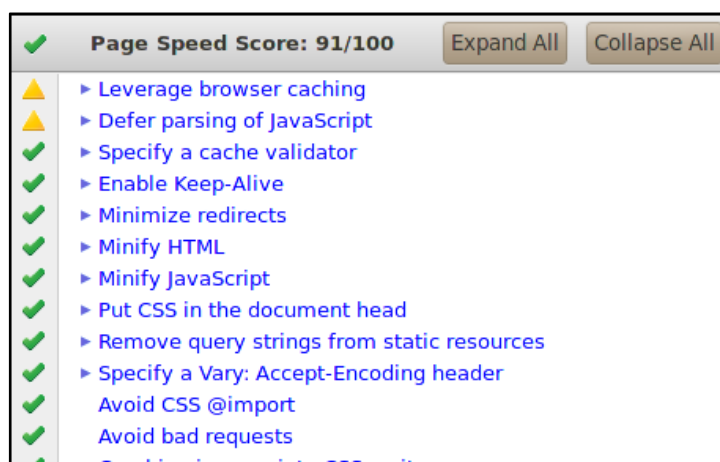 Page Speed Score: 91/100 Expand All Collapse All
Leverage browser caching
Defer parsing of JavaScript
Specify a cache validator
Enable Keep-Alive
Minimize redirects
Minify HTML
Minify JavaScript
Put CSS in the document head
Remove query strings from static resources
Specify a Vary: Accept-Encoding header
Avoid CSS @import
Avoid bad requests